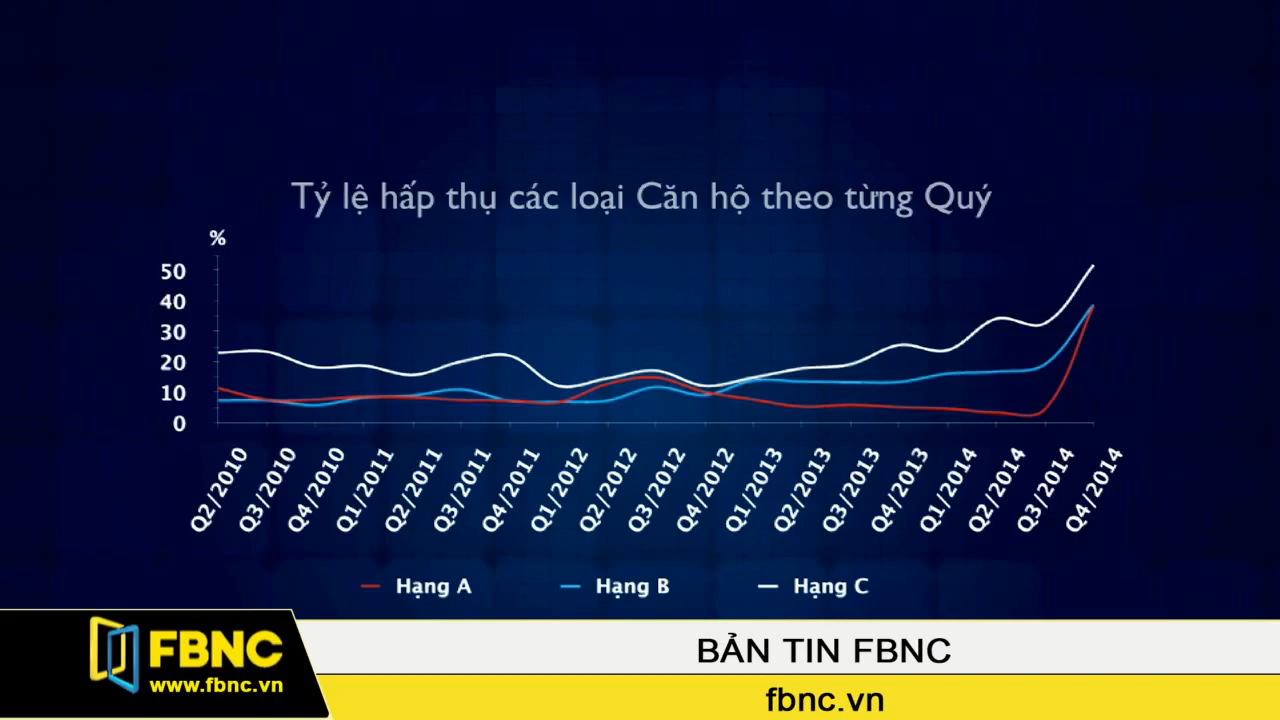 Tỷ lệ hấp thụ các loại Căn hộ theo từng Quý
%
50
40
30
20
10
0
Q2/2010
Q3/2010
Q4/2010
Q1/2011
Q2/2011
Q3/2011
Q4/2011
Q1/2012
Q2/2012
Q3/2012
Q4/2012
Q1/2013
Q2/2013
Q3/2013
Q4/2013
Q1/2014
Q2/2014
Q3/2014
Q4/2014
Hạng A
Hạng B
Hạng C
FBNC
www.fbnc.vn
BẢN TIN FBNC
fbnc.vn